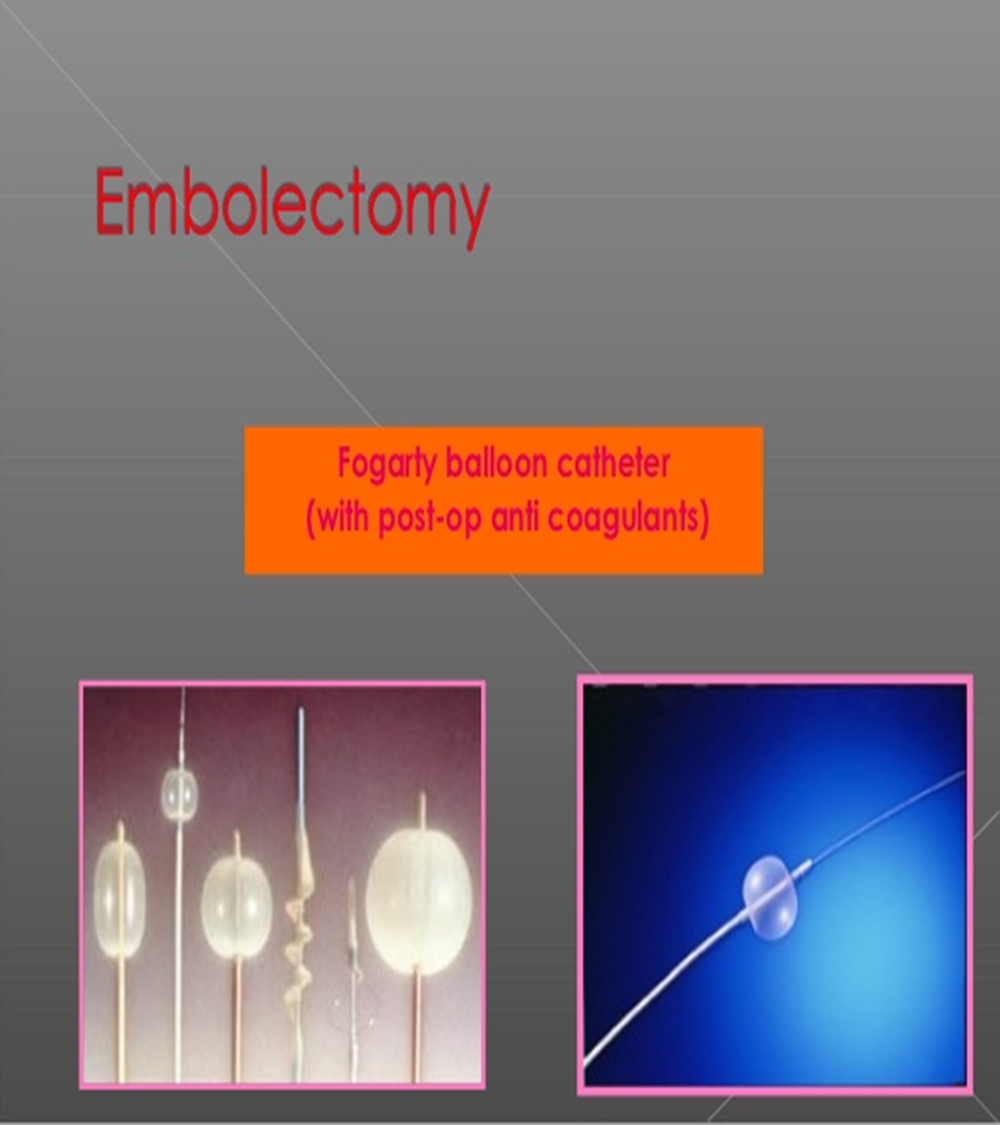 Embolectomy
Fogarty balloon catheter
(with post-op anti coagulants)